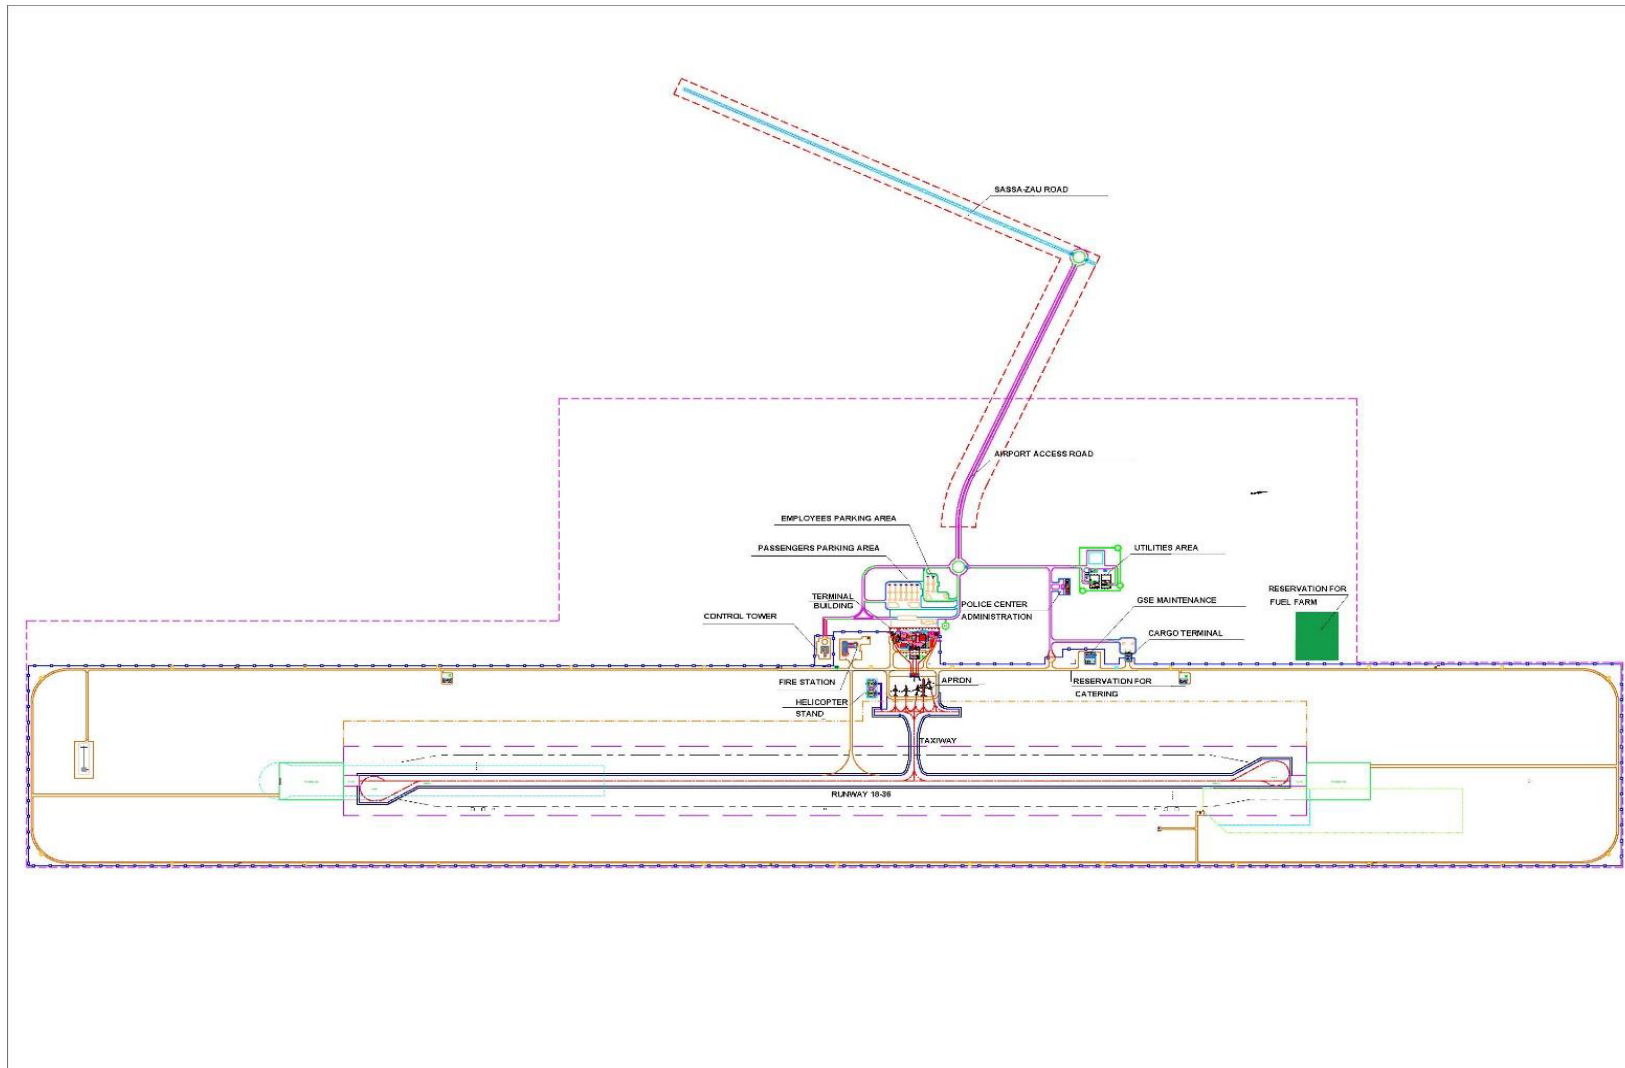 SASSA-ZAU ROAD
AIRPORT ACCESS ROAD
EMPLOYEES PARKING AREA
PASSENGERS PARKING AREA
UTILITIES AREA
TERMINAL
BUILDING
POLICE CENTER
ADMINISTRATION
GSE MAINTENANCE
RESERVATION FOR
FUEL FARM
CONTROL TOWER
CARGO TERMINAL
FIRE STATION
APRON
RESERVATION FOR
CATERING
HELICOPTER
STAND
TAXIWAY
RUNWAY 18-36